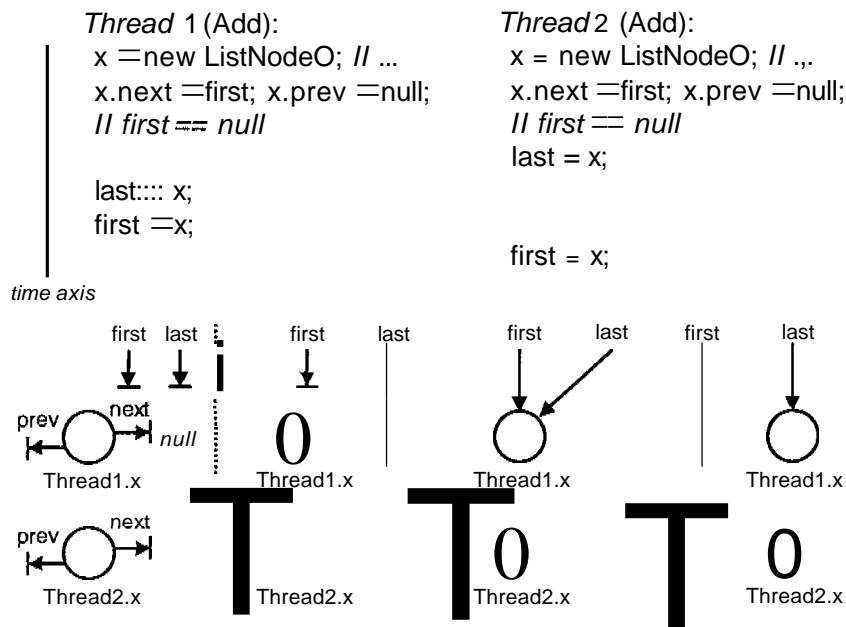 Thread 1 (Add):
x =new ListNodeO; // ...
x.next =first; x.prev =null;
// first == null
last:::: x;
first =x;
Thread 2 (Add):
x = new ListNodeO; // .,.
x.next =first; x.prev =null;
// first == null
last = x;
first = x;
time axis
first last first last first last first last
prev next null
Thread1.x Thread1.x Thread1.x Thread1.x
prev next
Thread2.x Thread2.x Thread2.x Thread2.x